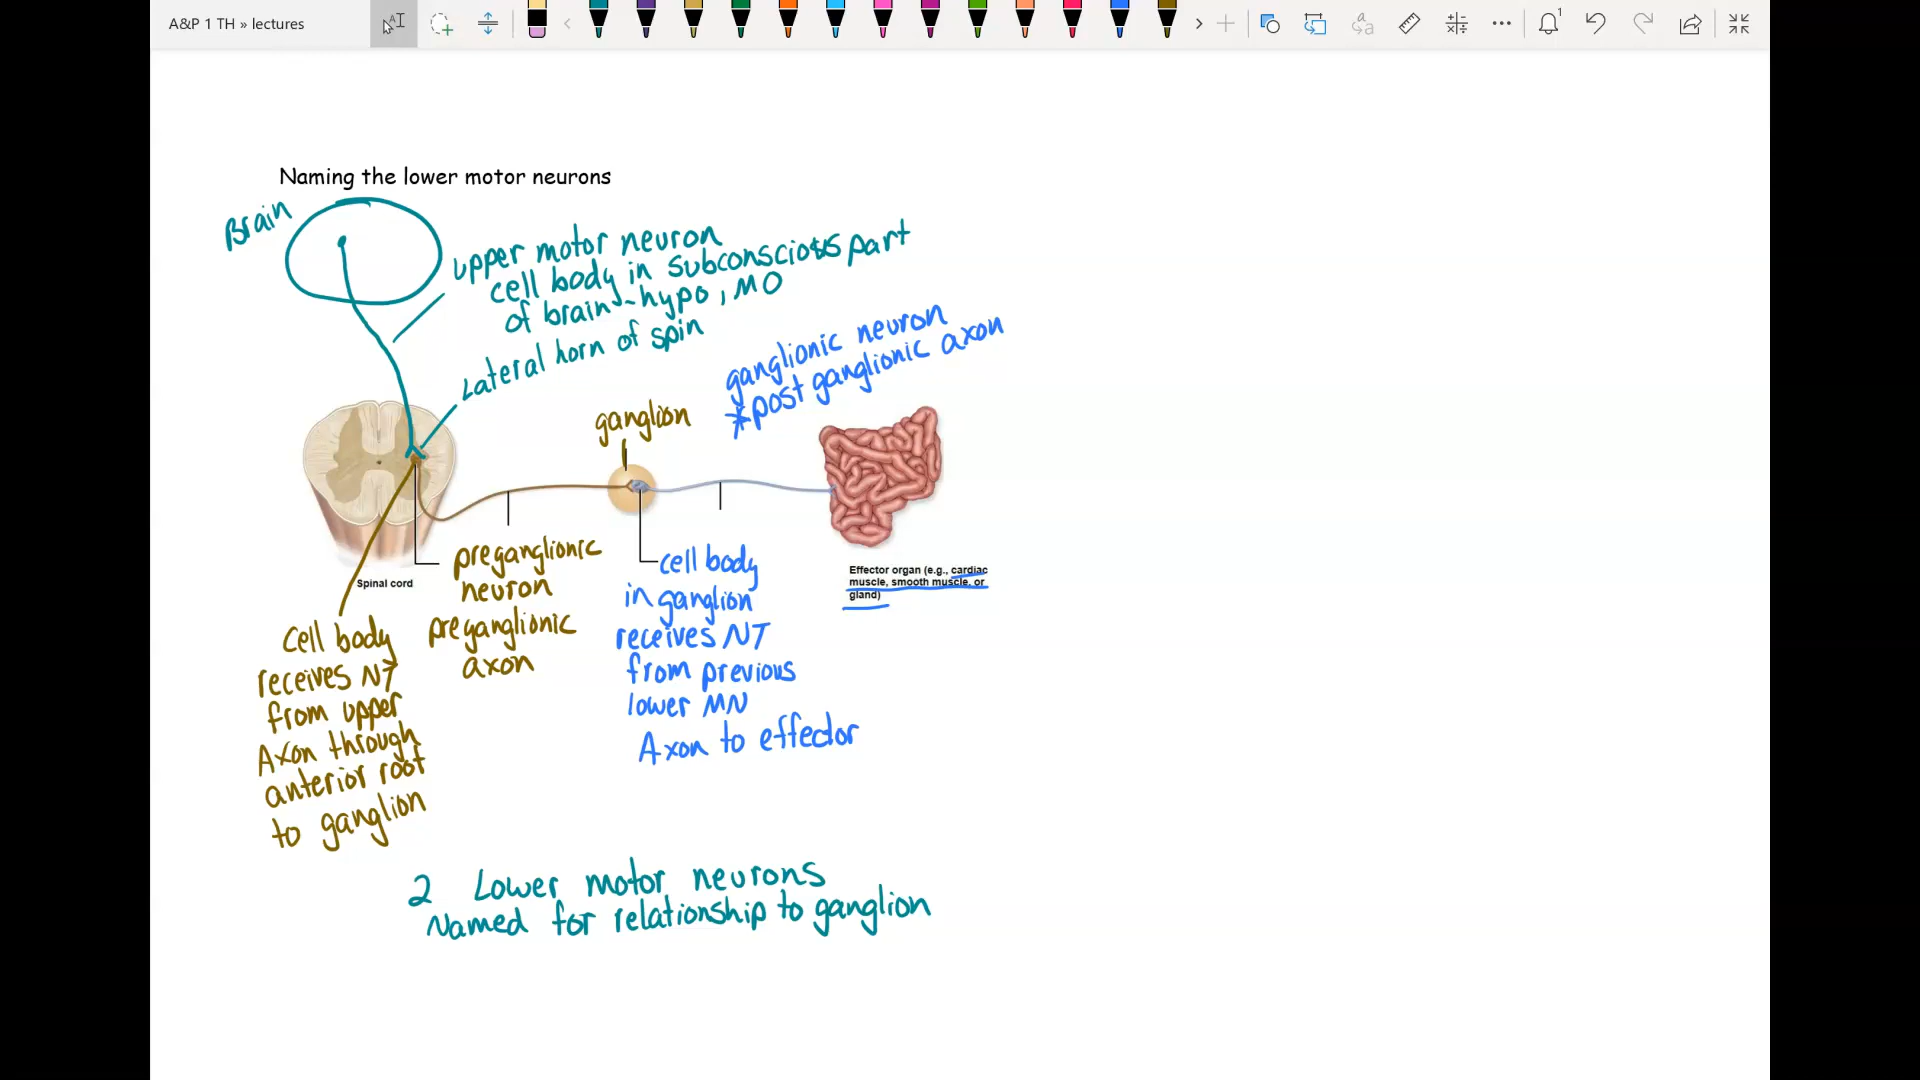 A&P 1 TH » lectures
Naming the lower motor neurons
Brain
upper motor neuron
cell body in subconscious part
of brain - hypo, MO
Lateral horn of spin
ganglionic neuron
*post ganglionic axon
ganglion
preganglionic
neuron
preganglionic
axon
Spinal cord
cell body
in ganglion
receives NT
from previous
lower MN
Axon to effector
Effector organ (e.g., cardiac
muscle, smooth muscle, or
gland)
Cell body
receives NT
from upper
Axon through
anterior root
to ganglion
2 Lower motor neurons
Named for relationship to ganglion